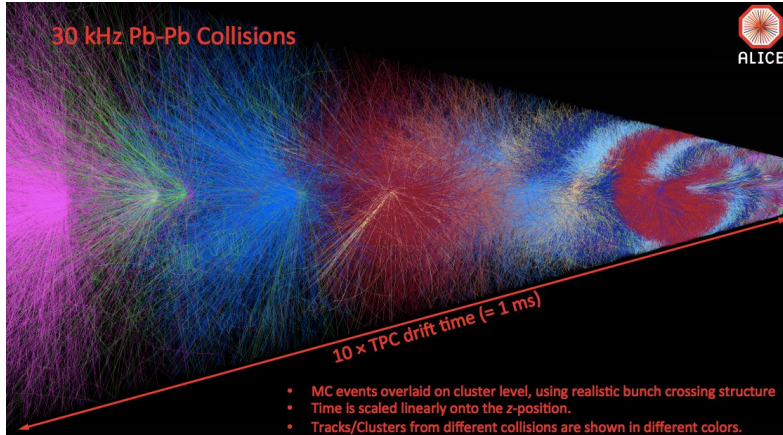 30 kHz Pb-Pb Collisions
ALICE
10 × TPC drift time (= 1 ms)
• MC events overlaid on cluster level, using realistic bunch crossing structure
• Time is scaled linearly onto the z-position.
• Tracks/Clusters from different collisions are shown in different colors.